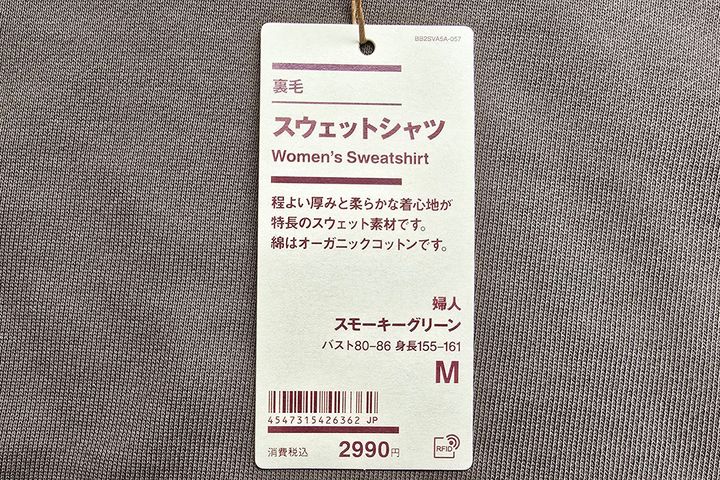 BB2SVA5A-057
裏毛
スウェットシャツ
Women's Sweatshirt
程よい厚みと柔らかな着心地が
特長のスウェット素材です。
綿はオーガニックコットンです。
婦人
スモーキーグリーン
バスト80–86 身長155–161
M
4547315426362 JP
消費税込 2990円
RFID